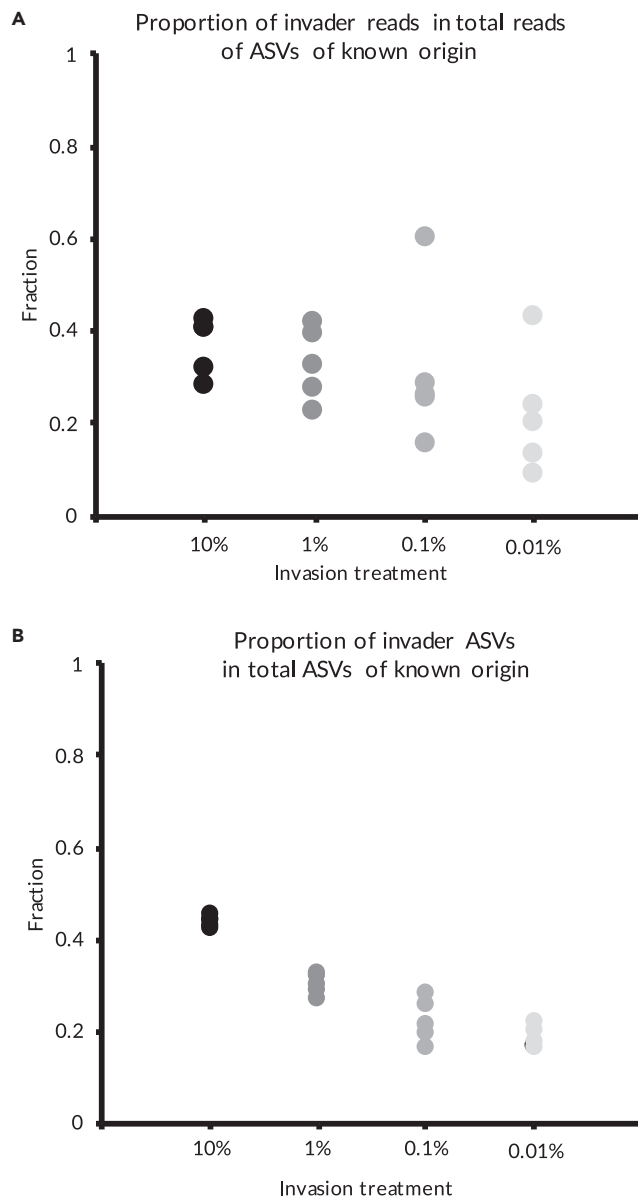 A
Proportion of invader reads in total reads
of ASVs of known origin
1
0.8
0.6
0.4
0.2
0
Fraction
10% 1% 0.1% 0.01%
Invasion treatment
B
Proportion of invader ASVs
in total ASVs of known origin
1
0.8
0.6
0.4
0.2
0
Fraction
10% 1% 0.1% 0.01%
Invasion treatment